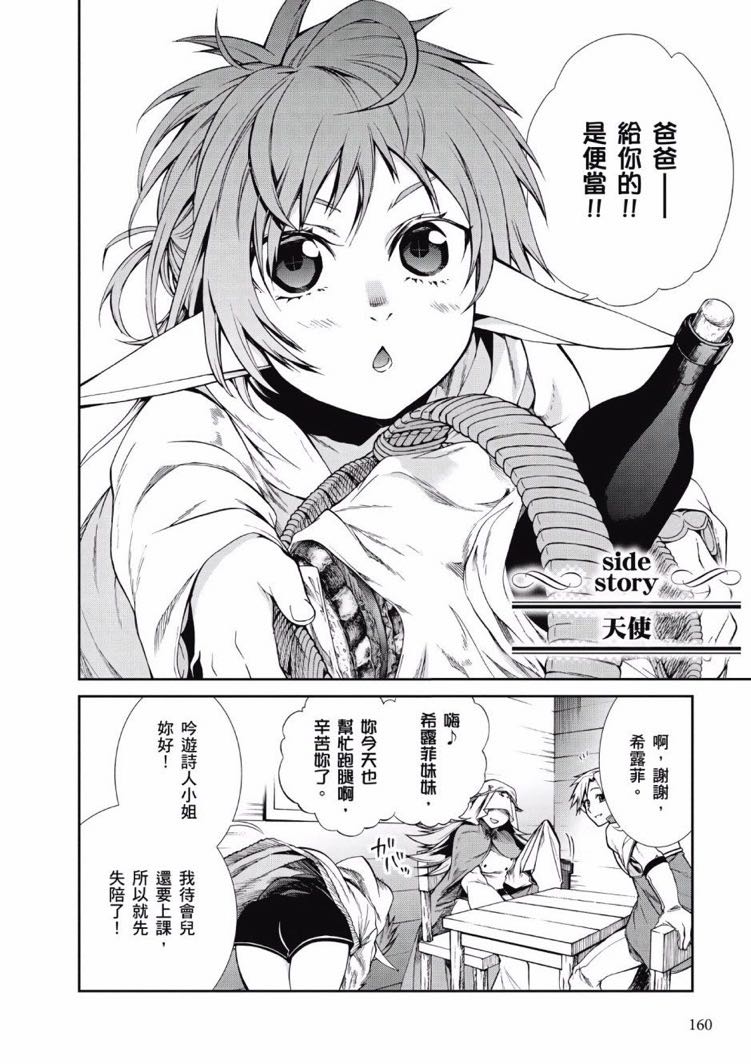 爸爸——
給你的!!
是便當!!
side
story
天使
啊，謝謝，
希露菲。
嗨♪
希露菲妹妹，
妳今天也
幫忙跑腿啊，
辛苦妳了。
ガバッ
吟遊詩人小姐
妳好！
我待會兒
還要上課，
所以就先
失陪了！
160